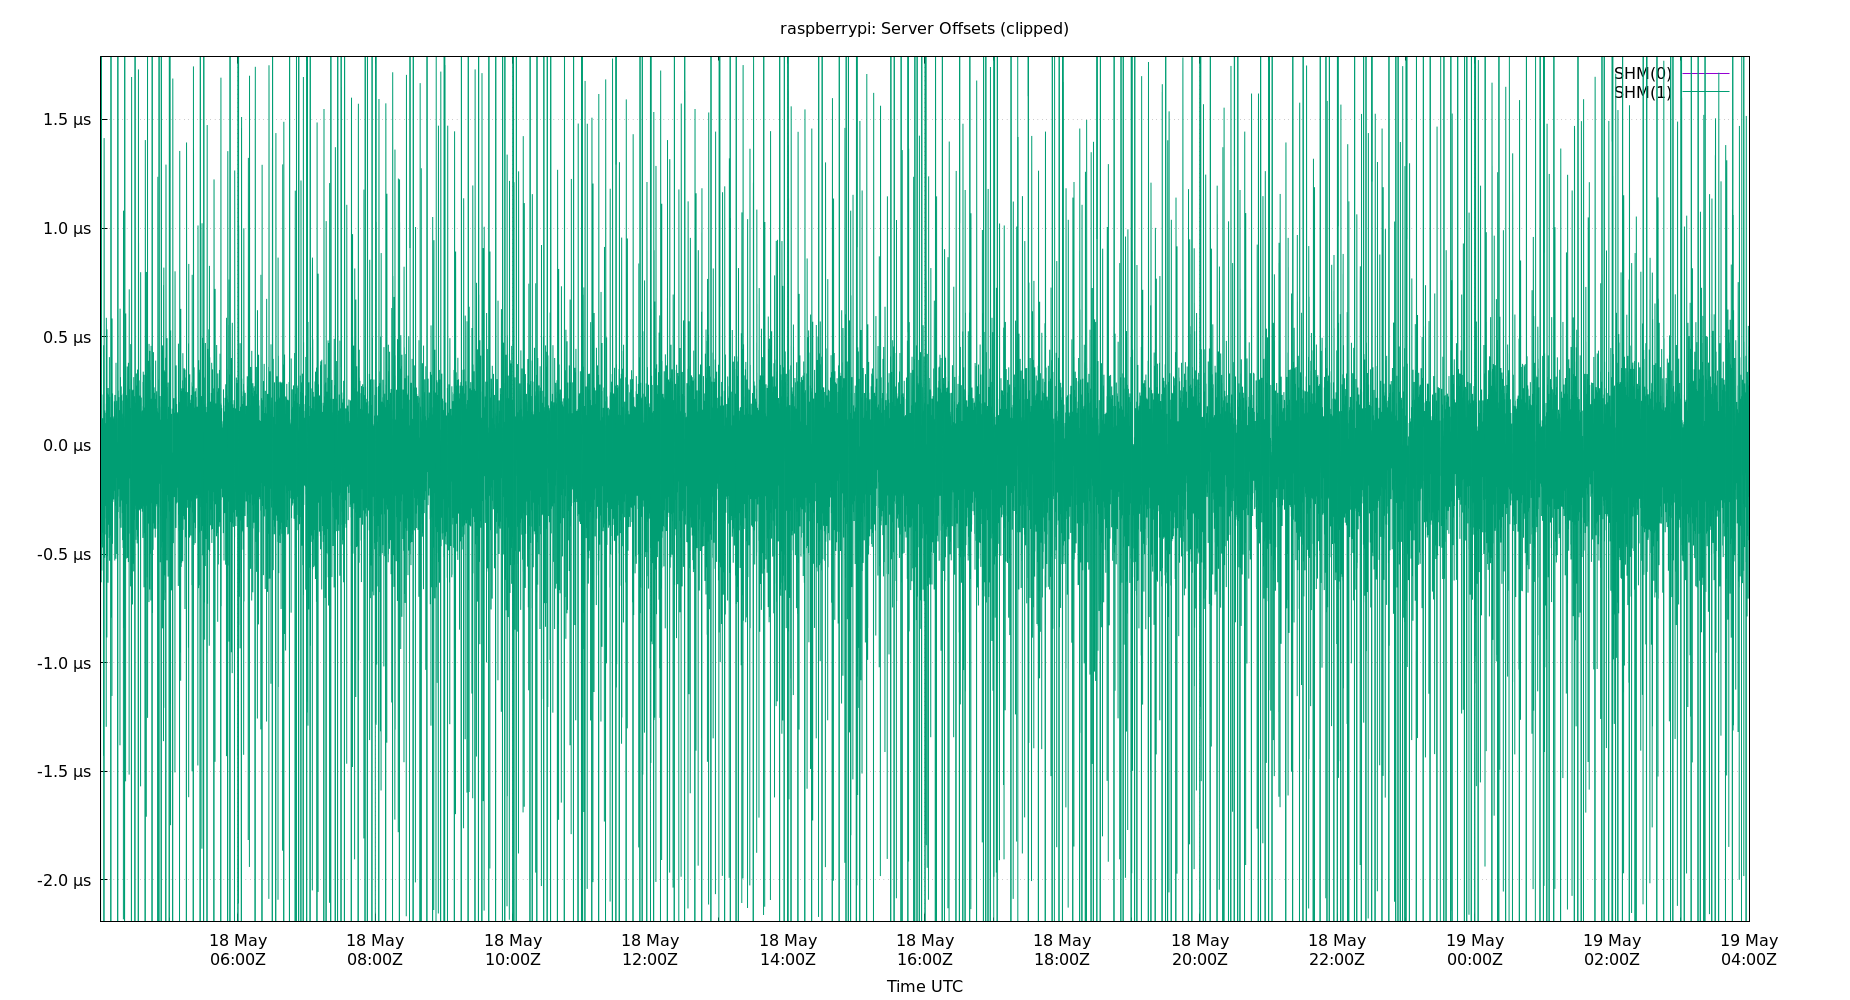 raspberrypi: Server Offsets (clipped)
SHM(0)
SHM(1)
1.5 µs
1.0 µs
0.5 µs
0.0 µs
-0.5 µs
-1.0 µs
-1.5 µs
-2.0 µs
18 May 18 May 18 May 18 May 18 May 18 May 18 May 18 May 18 May 19 May 19 May 19 May
06:00Z 08:00Z 10:00Z 12:00Z 14:00Z 16:00Z 18:00Z 20:00Z 22:00Z 00:00Z 02:00Z 04:00Z
Time UTC